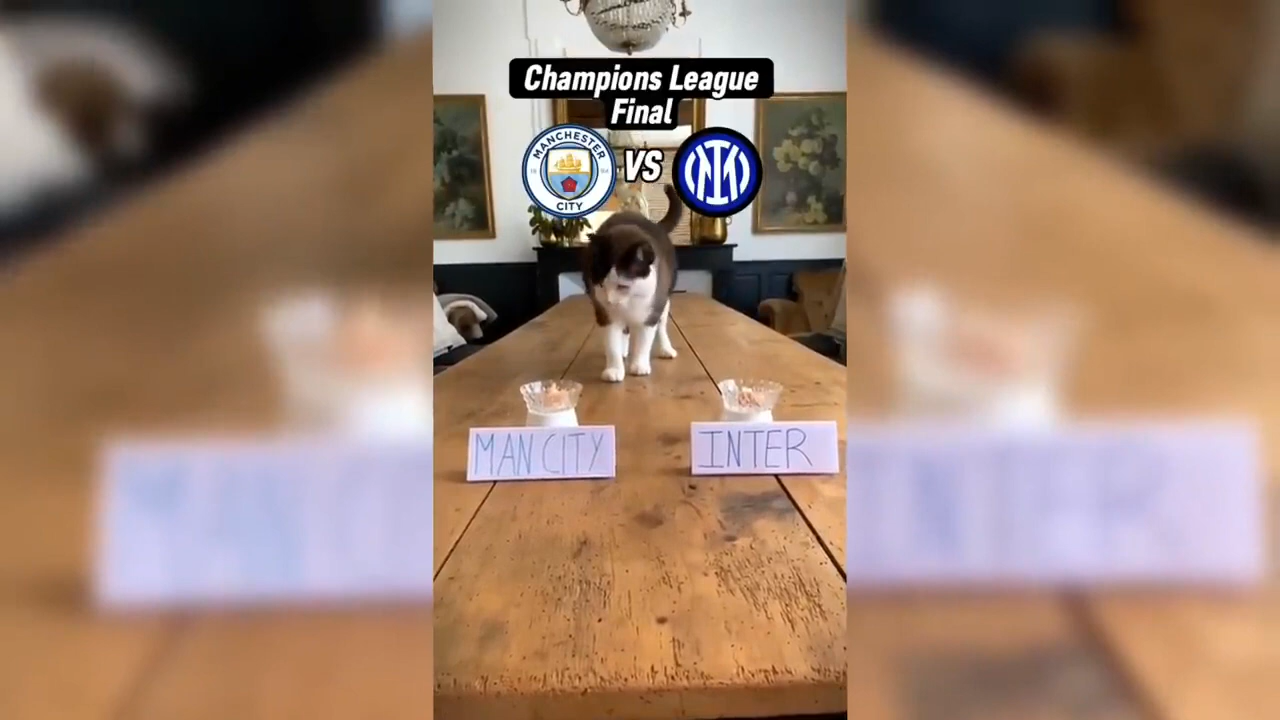 Champions League
Final
MANCHESTER
CITY
VS
MAN CITY
INTER